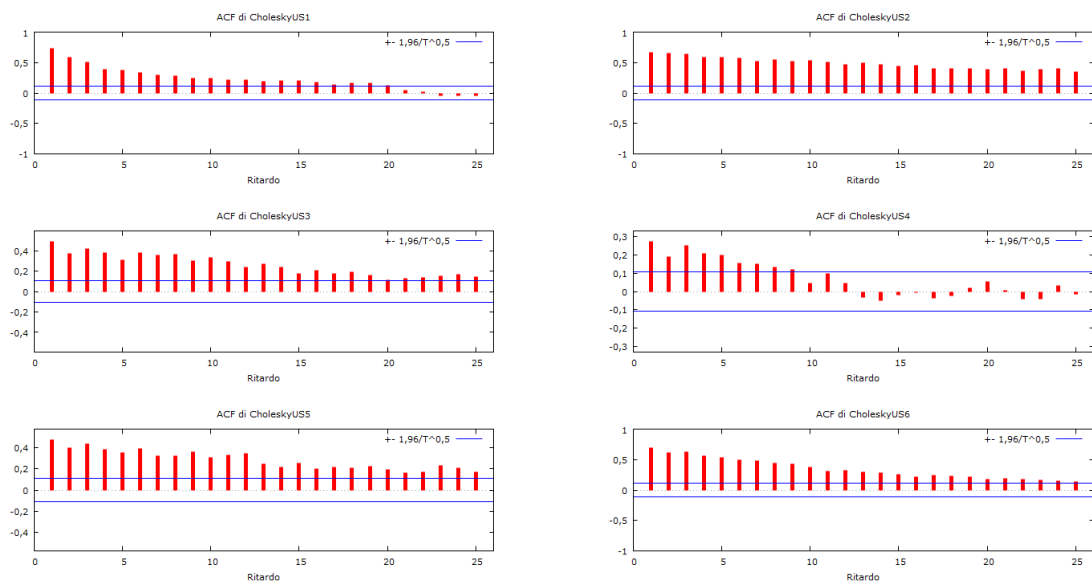 ACF di CholeskyUS1
+- 1,96/T^0,5
1
0,5
0
-0,5
-1
0 5 10 15 20 25
Ritardo
ACF di CholeskyUS2
+- 1,96/T^0,5
1
0,5
0
-0,5
-1
0 5 10 15 20 25
Ritardo
ACF di CholeskyUS3
+- 1,96/T^0,5
0,4
0,2
0
-0,2
-0,4
0 5 10 15 20 25
Ritardo
ACF di CholeskyUS4
+- 1,96/T^0,5
0,3
0,2
0,1
0
-0,1
-0,2
-0,3
0 5 10 15 20 25
Ritardo
ACF di CholeskyUS5
+- 1,96/T^0,5
0,4
0,2
0
-0,2
-0,4
0 5 10 15 20 25
Ritardo
ACF di CholeskyUS6
+- 1,96/T^0,5
1
0,5
0
-0,5
-1
0 5 10 15 20 25
Ritardo